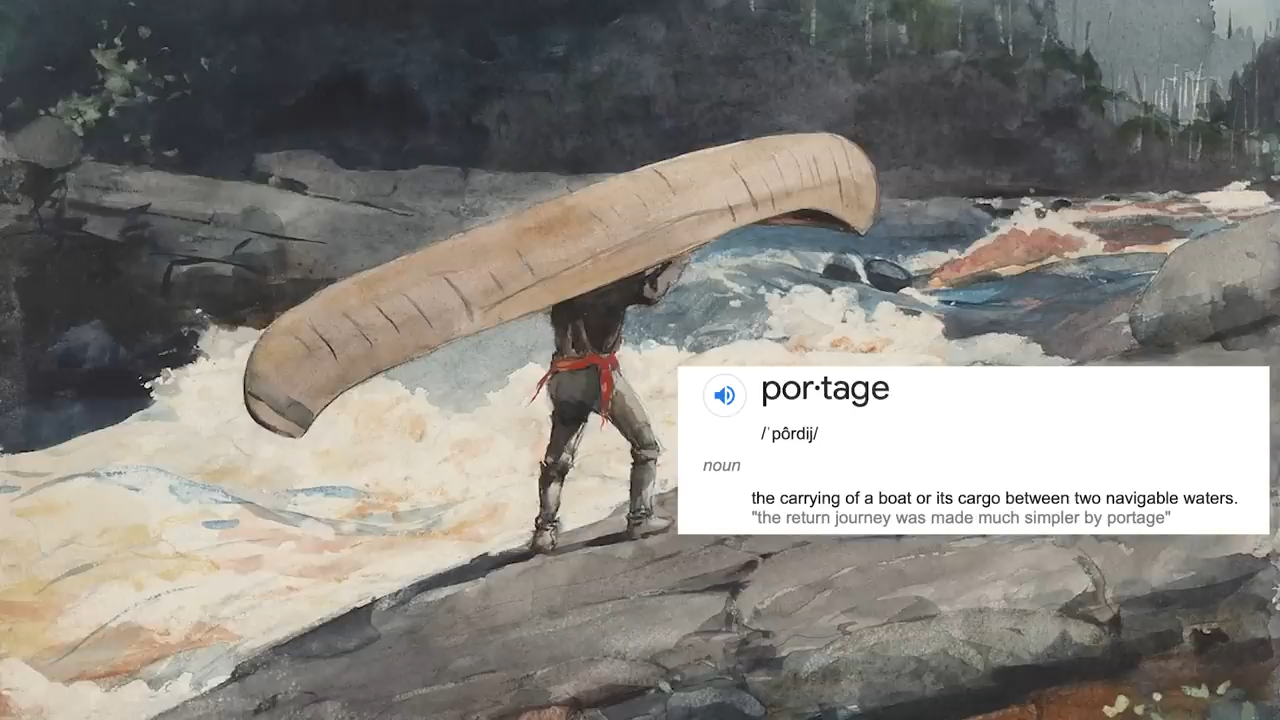 por·tage
/ˈpôrdij/
noun
the carrying of a boat or its cargo between two navigable waters.
"the return journey was made much simpler by portage"